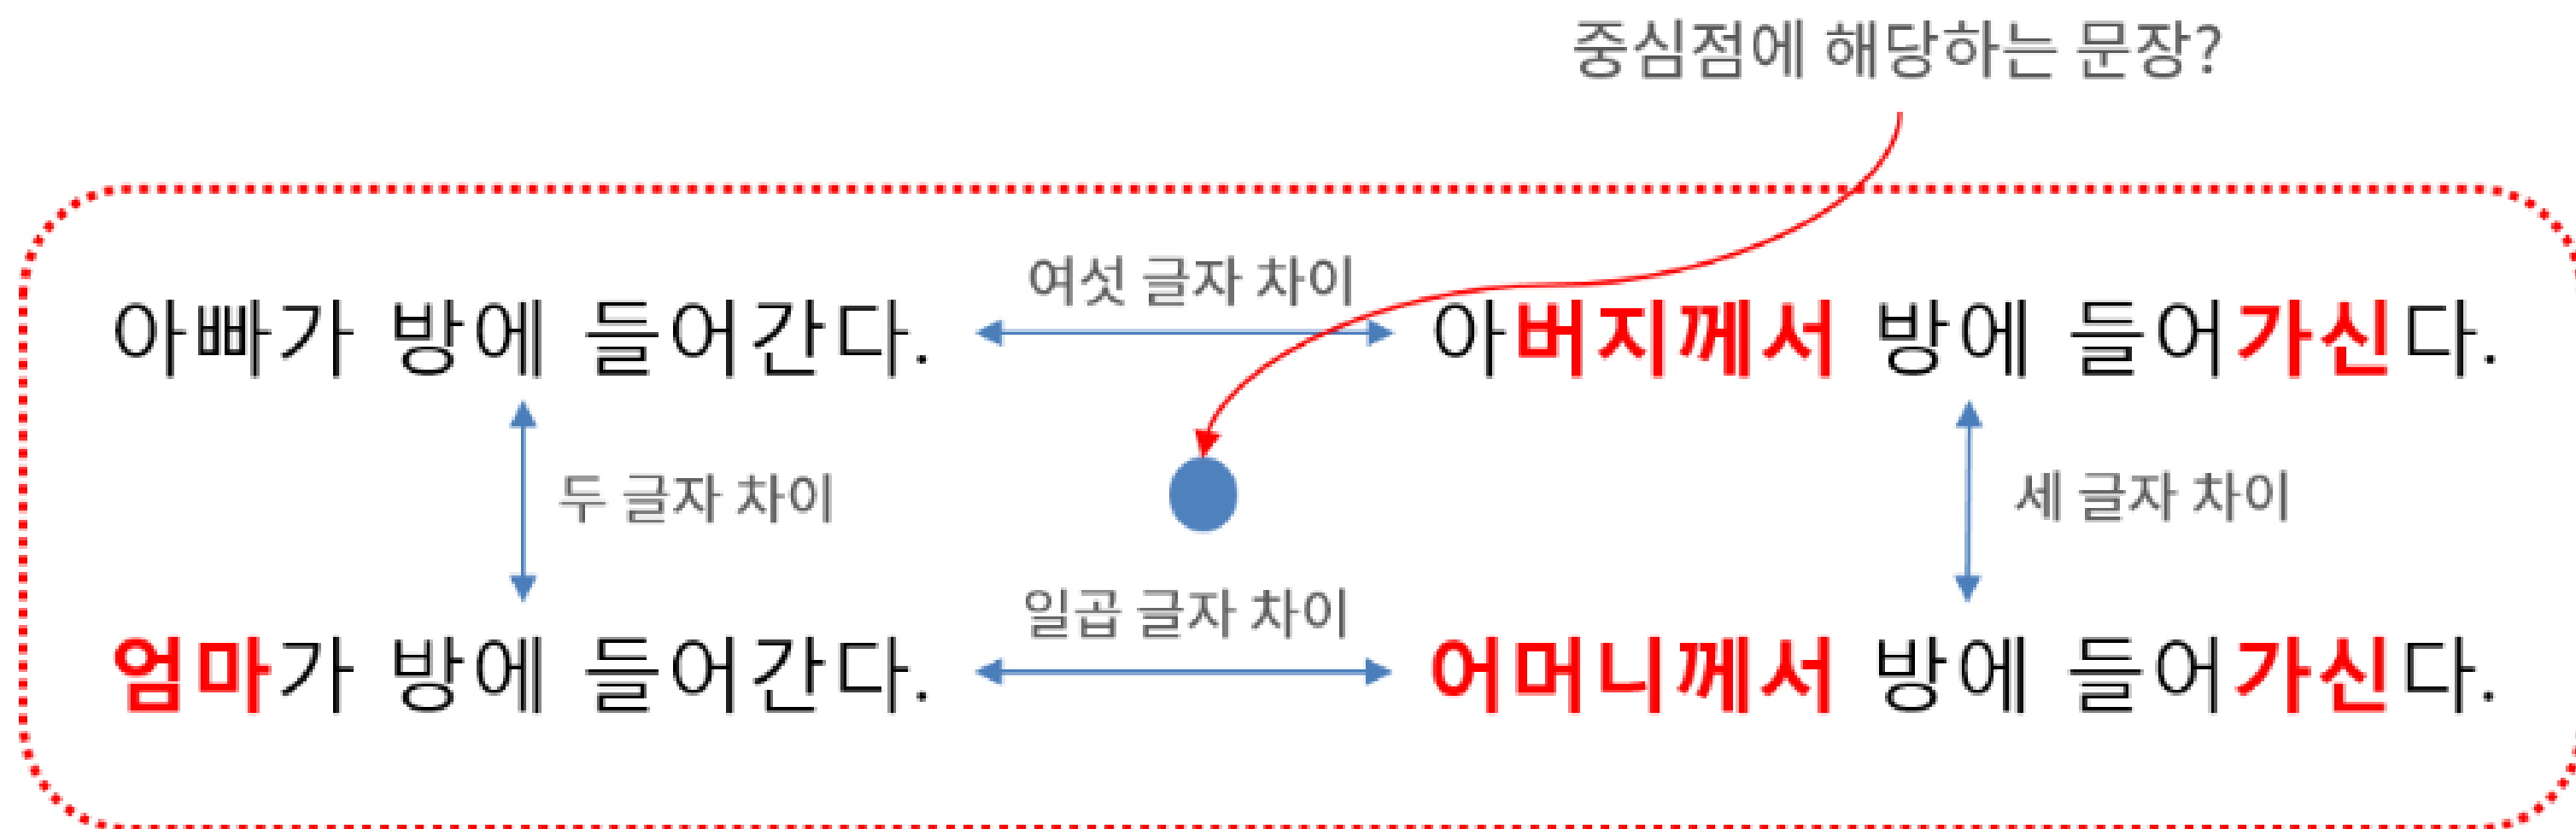 중심점에 해당하는 문장?
여섯 글자 차이
아빠가 방에 들어간다.
아버지께서 방에 들어가신다.
두 글자 차이
세 글자 차이
일곱 글자 차이
엄마가 방에 들어간다.
어머니께서 방에 들어가신다.